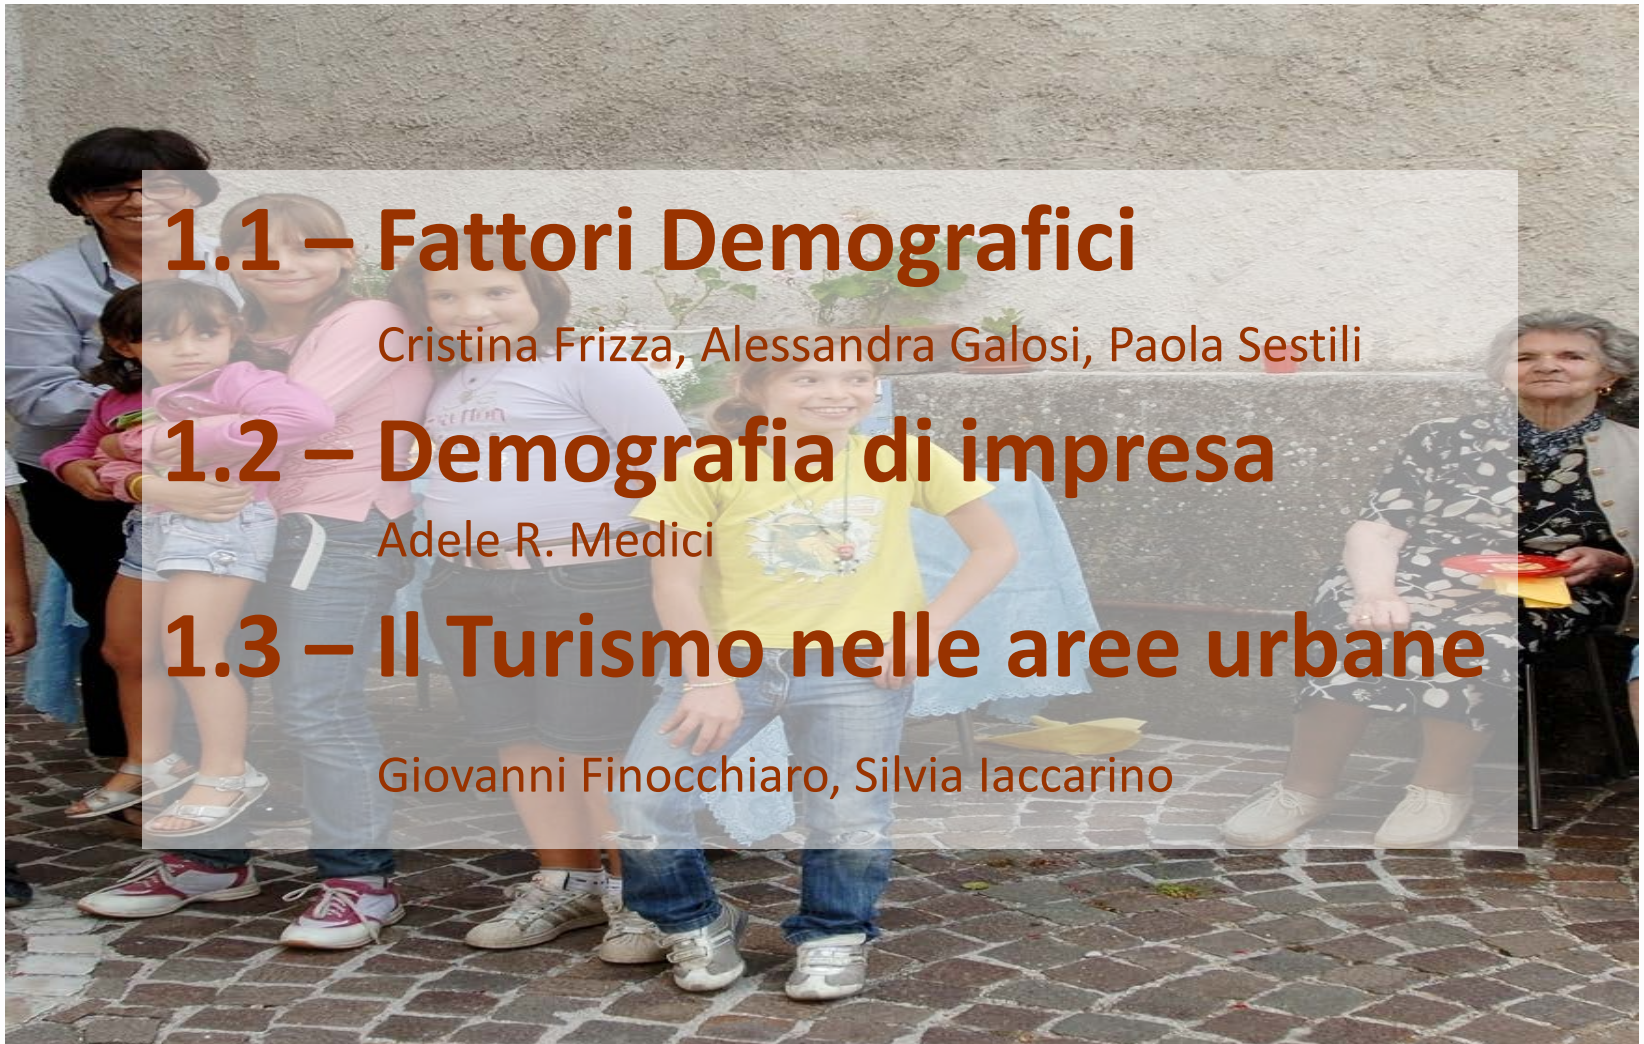 1.1 – Fattori Demografici
Cristina Frizza, Alessandra Galosi, Paola Sestili
1.2 – Demografia di impresa
Adele R. Medici
1.3 – Il Turismo nelle aree urbane
Giovanni Finocchiaro, Silvia Iaccarino